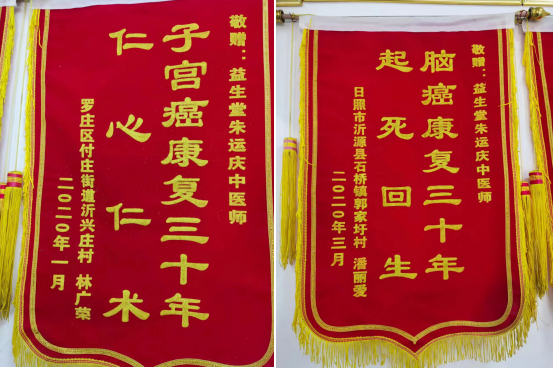 敬赠：益生堂朱运庆中医师
子宫癌康复三十年
仁心仁术
罗庄区付庄街道沂兴庄村 林广荣
二〇二〇年一月
敬赠：益生堂朱运庆中医师
脑癌康复三十年
起死回生
日照市沂源县石桥镇郭家圩村 潘丽爱
二〇二〇年三月